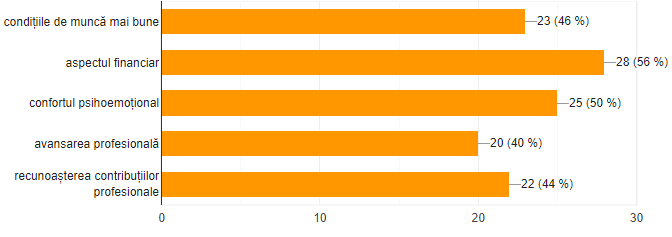 condițiile de muncă mai bune
23 (46 %)
aspectul financiar
28 (56 %)
confortul psihoemoțional
25 (50 %)
avansarea profesională
20 (40 %)
recunoașterea contribuțiilor
profesionale
22 (44 %)
0
10
20
30